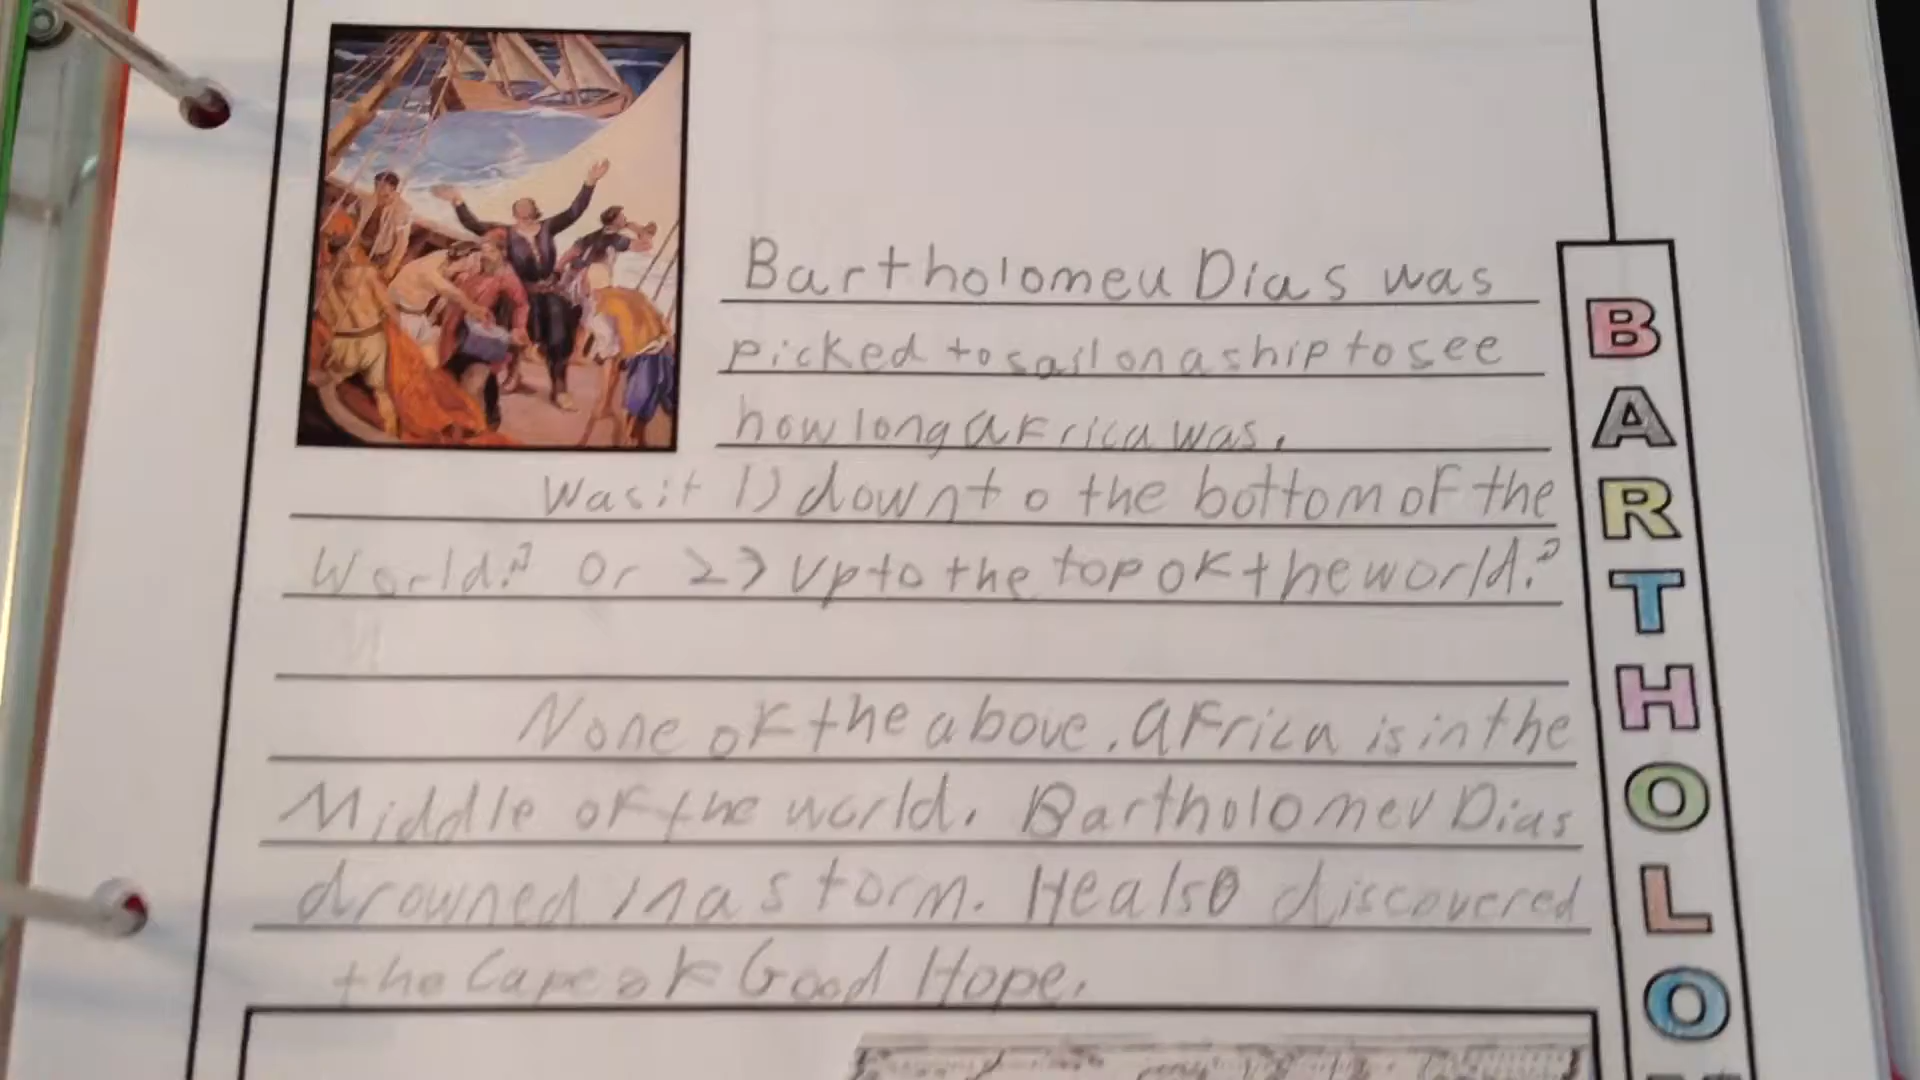 Bartholomeu Dias was
picked to sail on a ship to see
how long africa was.
Was it 1) down to the bottom of the
World? Or 2) Up to the top of the world?
None of the above. africa is in the
Middle of the world. Bartholomeu Dias
drowned in a storm. He also discovered
the Cape of Good Hope.
B
A
R
T
H
O
L
O